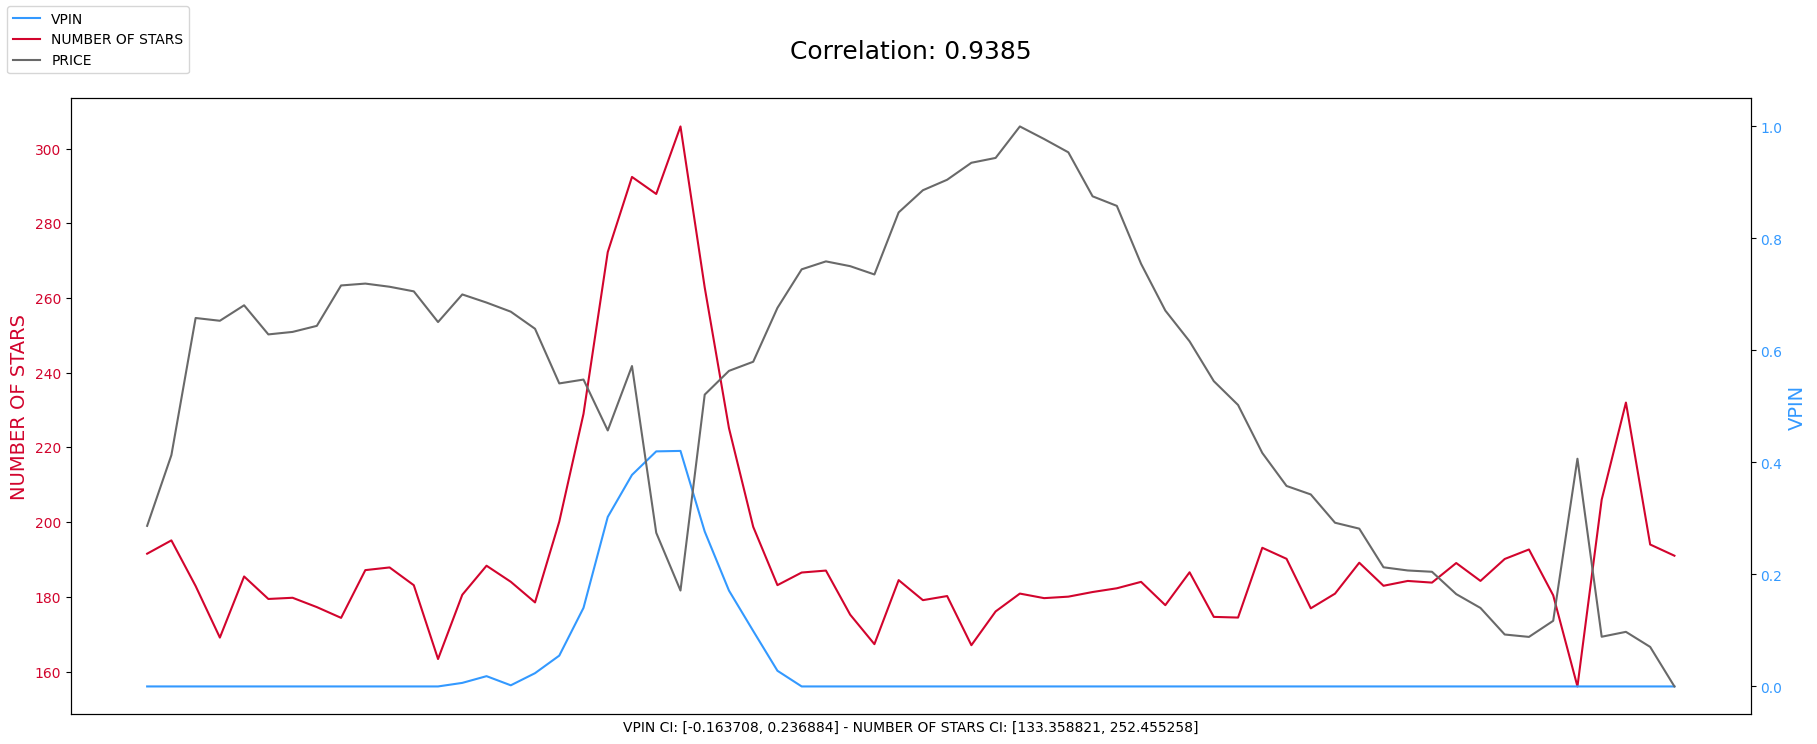 VPIN
NUMBER OF STARS
PRICE
Correlation: 0.9385
NUMBER OF STARS
300
280
260
240
220
200
180
160
1.0
0.8
0.6
0.4
0.2
0.0
VPIN
VPIN CI: [-0.163708, 0.236884] - NUMBER OF STARS CI: [133.358821, 252.455258]